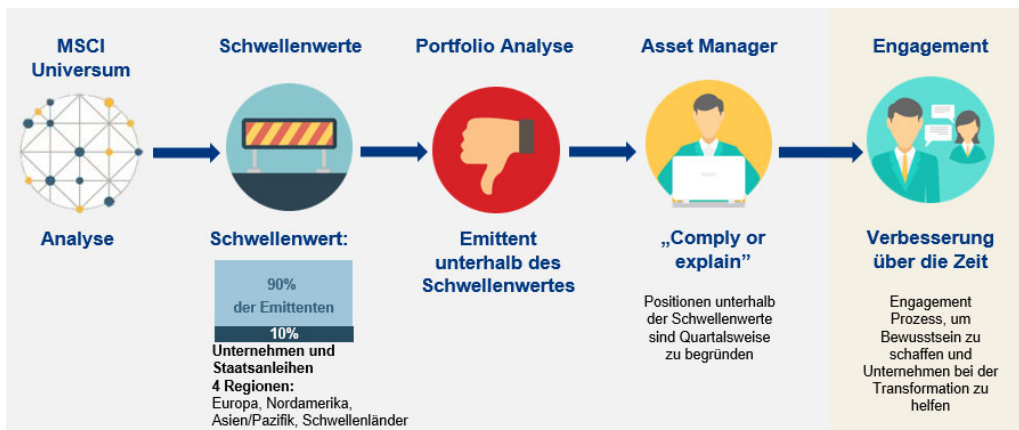 MSCI
Universum
Analyse
Schwellenwerte
Schwellenwert:
90%
der Emittenten
10%
Unternehmen und
Staatsanleihen
4 Regionen:
Europa, Nordamerika,
Asien/Pazifik, Schwellenländer
Portfolio Analyse
Emittent
unterhalb des
Schwellenwertes
Asset Manager
„Comply or
explain”
Positionen unterhalb
der Schwellenwerte
sind Quartalsweise
zu begründen
Engagement
Verbesserung
über die Zeit
Engagement
Prozess, um
Bewusstsein zu
schaffen und
Unternehmen bei der
Transformation zu
helfen